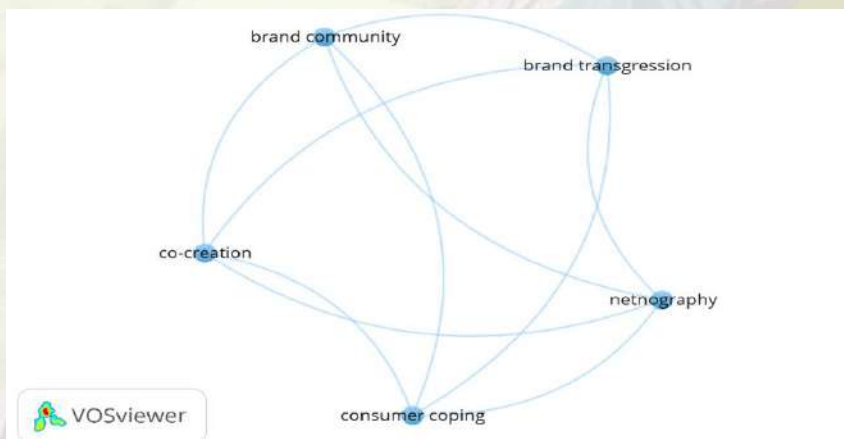 brand community
brand transgression
co-creation
netnography
consumer coping
VOSviewer